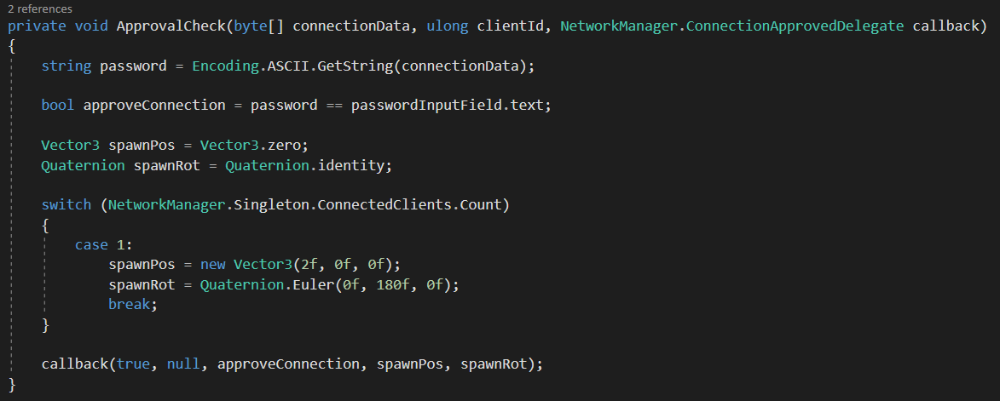 2 references
private void ApprovalCheck(byte[] connectionData, ulong clientId, NetworkManager.ConnectionApprovedDelegate callback)
{
string password = Encoding.ASCII.GetString(connectionData);
bool approveConnection = password == passwordInputField.text;
Vector3 spawnPos = Vector3.zero;
Quaternion spawnRot = Quaternion.identity;
switch (NetworkManager.Singleton.ConnectedClients.Count)
{
case 1:
spawnPos = new Vector3(2f, 0f, 0f);
spawnRot = Quaternion.Euler(0f, 180f, 0f);
break;
}
callback(true, null, approveConnection, spawnPos, spawnRot);
}